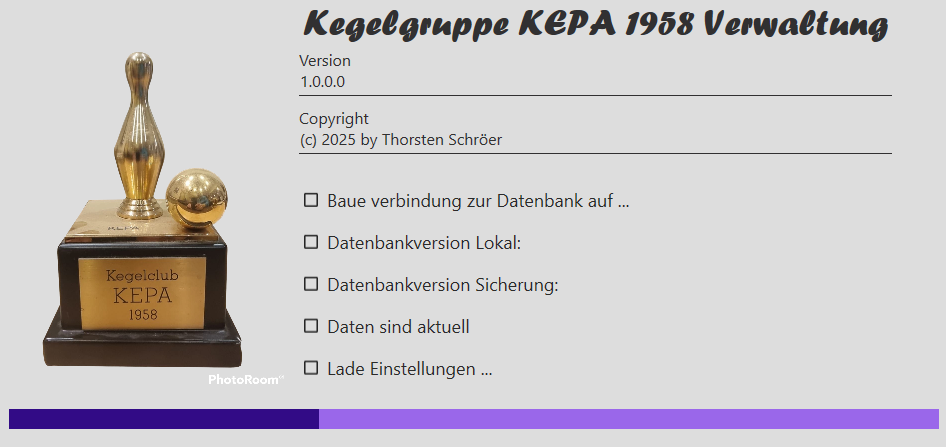 Kegelgruppe KEPA 1958 Verwaltung
Version
1.0.0.0
Copyright
(c) 2025 by Thorsten Schröer
Baue verbindung zur Datenbank auf ...
Datenbankversion Lokal:
Datenbankversion Sicherung:
Daten sind aktuell
Lade Einstellungen ...
KEPA
Kegelclub
KEPA
1958
PhotoRoom